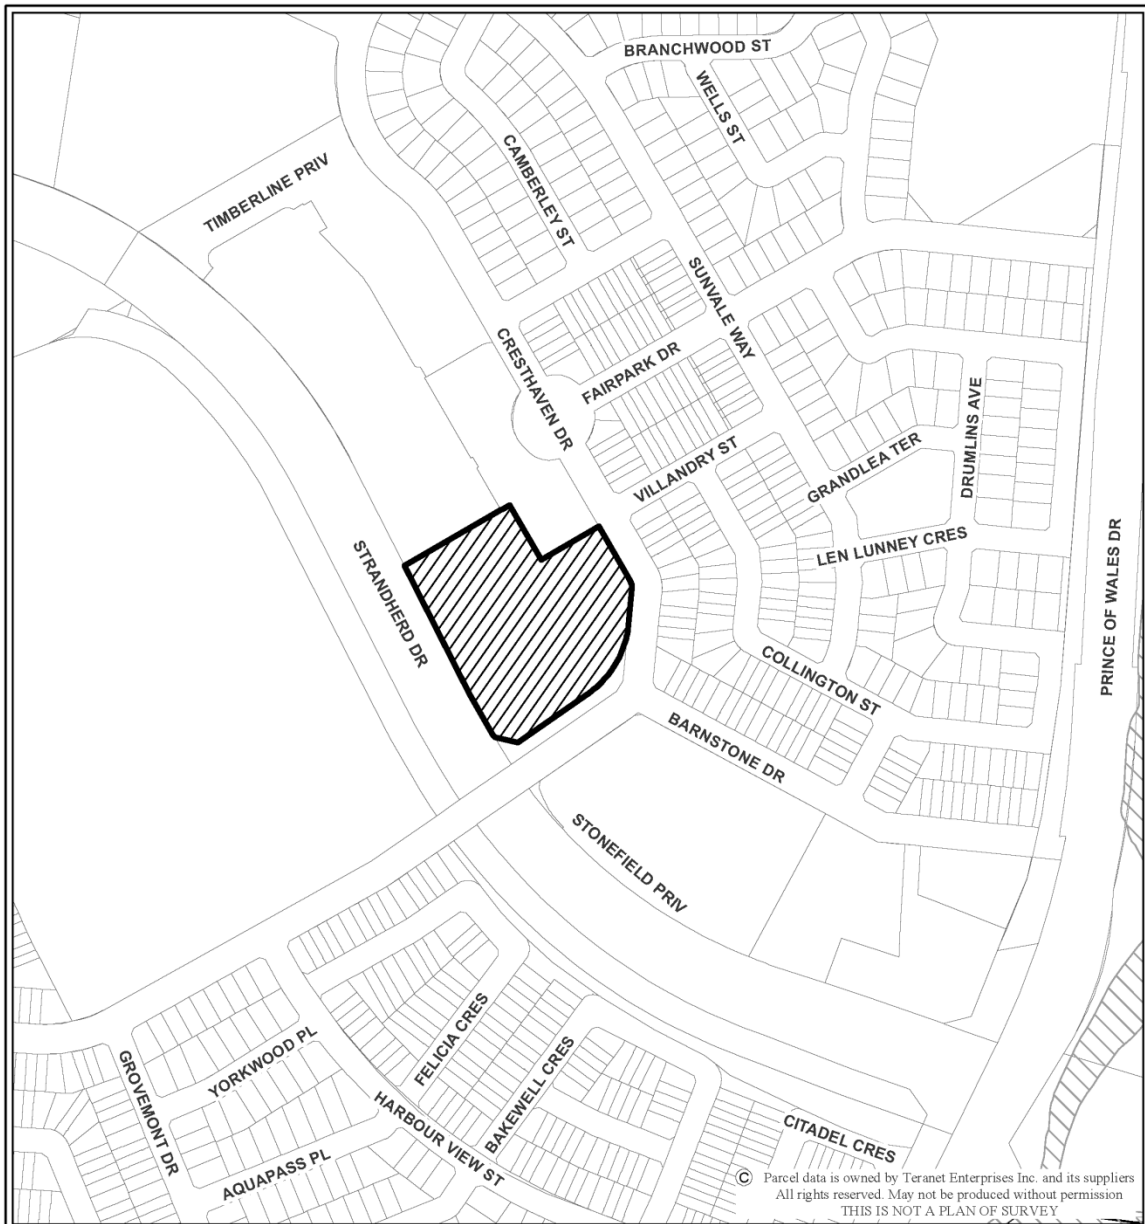 BRANCHWOOD ST
WELLS ST
CAMBERLEY ST
TIMBERLINE PRIV
SUNVALE WAY
CRESTHAVEN DR
FAIRPARK DR
DRUMLINS AVE
VILLANDRY ST
GRANDLEA TER
LEN LUNNEY CRES
STRANDHERD DR
PRINCE OF WALES DR
COLLINGTON ST
BARNSTONE DR
STONEFIELD PRIV
FELICIA CRES
YORKWOOD PL
BAKEWELL CRES
GROVEMONT DR
HARBOUR VIEW ST
CITADEL CRES
AQUAPASS PL
© Parcel data is owned by Teranet Enterprises Inc. and its suppliers
All rights reserved. May not be produced without permission
THIS IS NOT A PLAN OF SURVEY